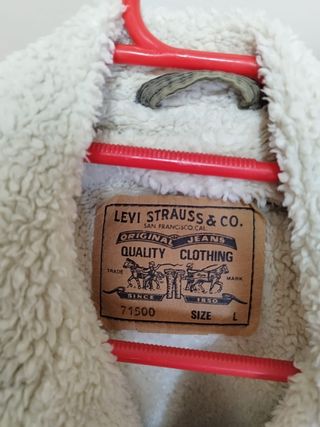 LEVI STRAUSS & CO.
SAN FRANCISCO, CAL.
ORIGINAL JEANS
QUALITY CLOTHING
TRADE MARK
SINCE 1850
71500 SIZE L